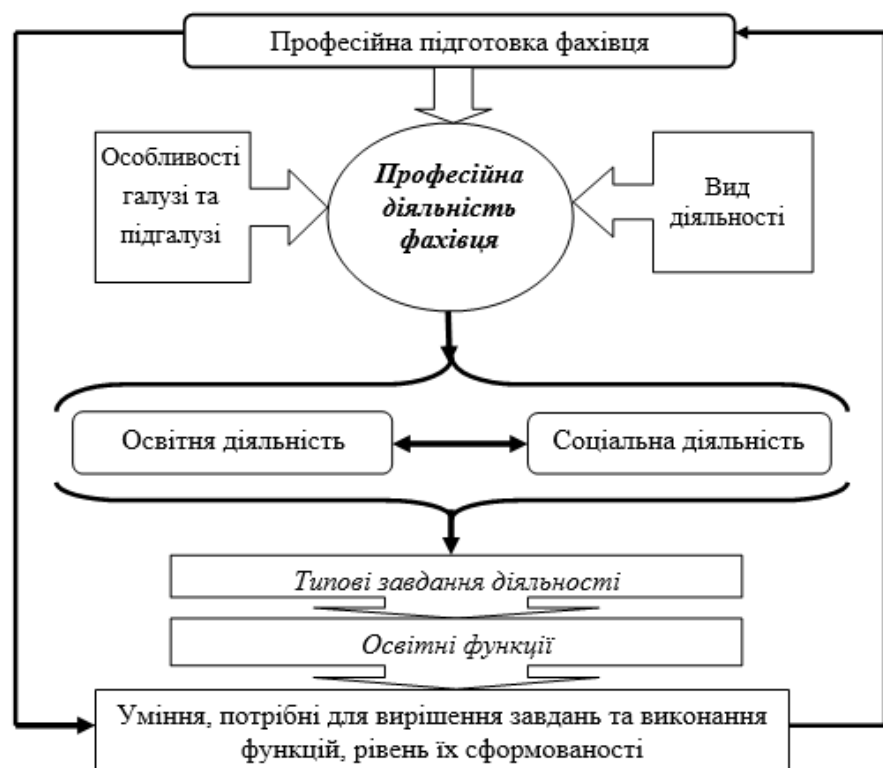 Професійна підготовка фахівця
Особливості
галузі та
підгалузі
Професійна
діяльність
фахівця
Вид
діяльності
Освітня діяльність
Соціальна діяльність
Типові завдання діяльності
Освітні функції
Уміння, потрібні для вирішення завдань та виконання
функцій, рівень їх сформованості